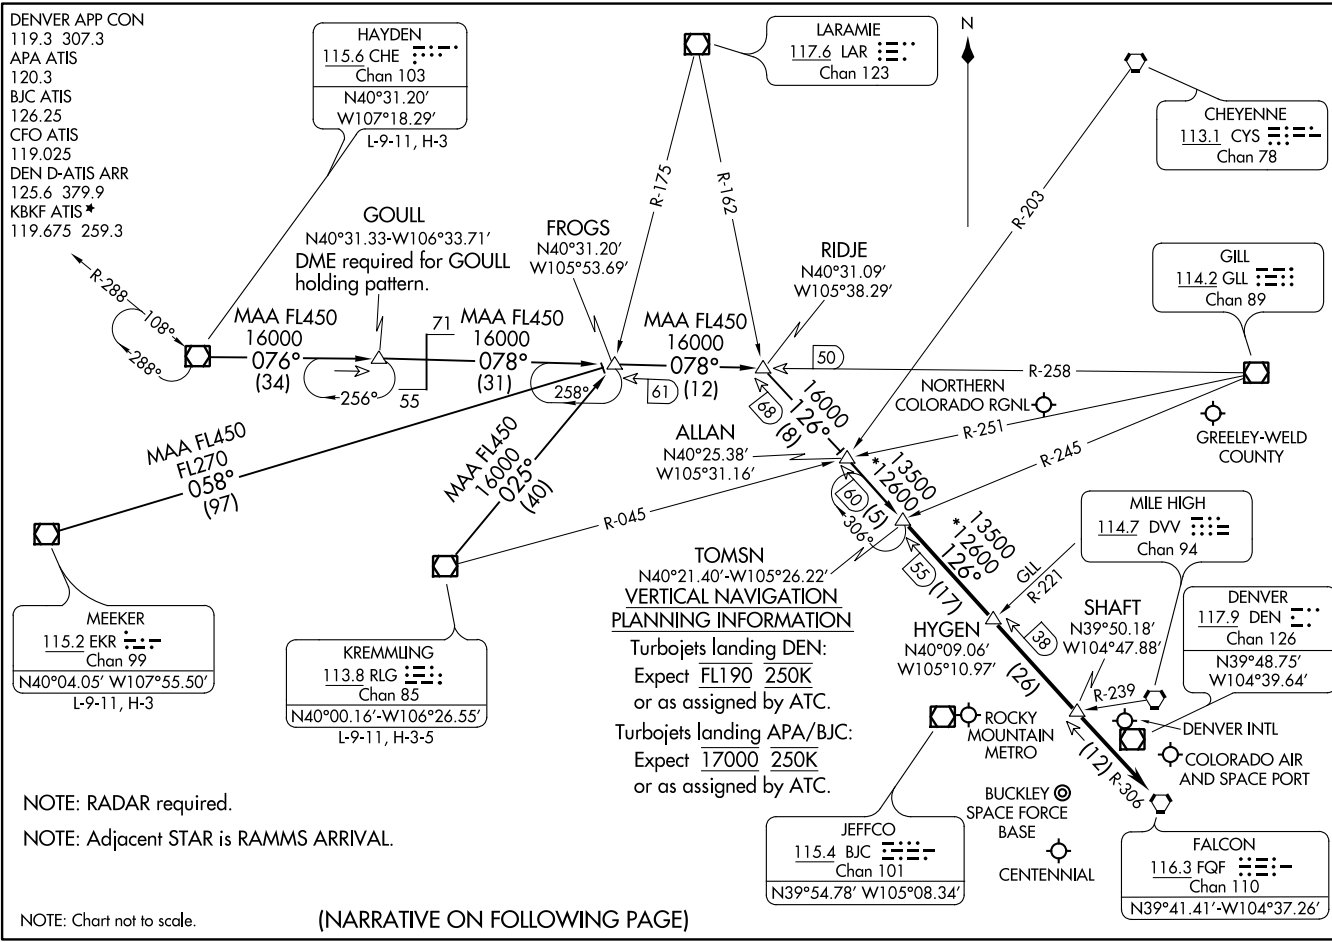 DENVER APP CON
119.3 307.3
APA ATIS
120.3
BJC ATIS
126.25
CFO ATIS
119.025
DEN D-ATIS ARR
125.6 379.9
KBKF ATIS★
119.675 259.3
HAYDEN
115.6 CHE
Chan 103
N40°31.20′
W107°18.29′
L-9-11, H-3
LARAMIE
117.6 LAR
Chan 123
N
CHEYENNE
113.1 CYS
Chan 78
GILL
114.2 GLL
Chan 89
R-175
R-162
R-203
GOULL
N40°31.33-W106°33.71′
DME required for GOULL
holding pattern.
FROGS
N40°31.20′
W105°53.69′
RIDJE
N40°31.09′
W105°38.29′
R-288
108°
288°
MAA FL450
16000
076°
(34)
256°
71
55
MAA FL450
16000
078°
(31)
258°
61
MAA FL450
16000
078°
(12)
50
R-258
68
16000
126°
(8)
NORTHERN
COLORADO RGNL
R-251
R-245
GREELEY-WELD
COUNTY
ALLAN
N40°25.38′
W105°31.16′
MAA FL450
FL270
058°
(97)
MAA FL450
16000
025°
(40)
R-045
60
13500
*12600
(5)
306°
TOMSN
N40°21.40′-W105°26.22′
55
13500
*12600
126°
(17)
GLL
R-221
MILE HIGH
114.7 DVV
Chan 94
MEEKER
115.2 EKR
Chan 99
N40°04.05′ W107°55.50′
L-9-11, H-3
KREMMLING
113.8 RLG
Chan 85
N40°00.16′-W106°26.55′
L-9-11, H-3-5
VERTICAL NAVIGATION
PLANNING INFORMATION
Turbojets landing DEN:
Expect FL190 250K
or as assigned by ATC.
Turbojets landing APA/BJC:
Expect 17000 250K
or as assigned by ATC.
HYGEN
N40°09.06′
W105°10.97′
38
(26)
SHAFT
N39°50.18′
W104°47.88′
R-239
DENVER
117.9 DEN
Chan 126
N39°48.75′
W104°39.64′
ROCKY
MOUNTAIN
METRO
DENVER INTL
COLORADO AIR
AND SPACE PORT
(12)
R-306
BUCKLEY
SPACE FORCE
BASE
CENTENNIAL
JEFFCO
115.4 BJC
Chan 101
N39°54.78′ W105°08.34′
FALCON
116.3 FQF
Chan 110
N39°41.41′-W104°37.26′
NOTE: RADAR required.
NOTE: Adjacent STAR is RAMMS ARRIVAL.
NOTE: Chart not to scale.
(NARRATIVE ON FOLLOWING PAGE)